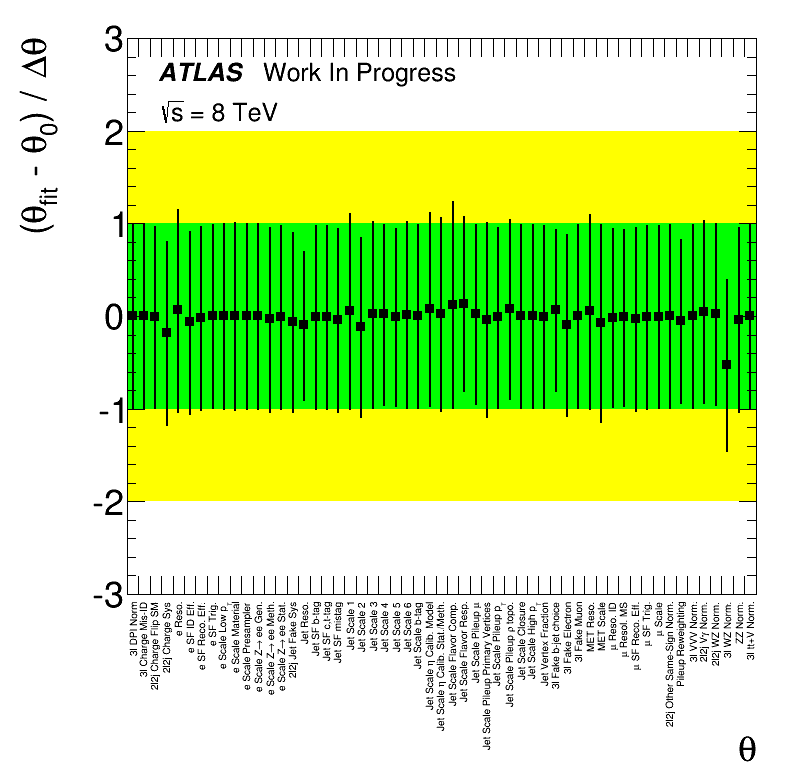 (θfit - θ0) / Δθ
3
ATLAS Work In Progress
√s = 8 TeV
2
1
0
-1
-2
-3
3l DPI Norm
3l Charge Mis-ID
2l2j Charge Flip SM
2l2j Charge Sys
e Reso.
e SF ID Eff.
e SF Reco. Eff.
e SF Trig.
e Scale Low pT
e Scale Material
e Scale Presampler
e Scale Z→ ee Gen.
e Scale Z→ ee Meth.
e Scale Z→ ee Stat.
2l2j Jet Fake Sys
Jet Reso.
Jet SF b-tag
Jet SF c,t-tag
Jet SF mistag
Jet Scale 1
Jet Scale 2
Jet Scale 3
Jet Scale 4
Jet Scale 5
Jet Scale 6
Jet Scale b-tag
Jet Scale η Calib. Model
Jet Scale η Calib. Stat./Meth.
Jet Scale Flavor Comp.
Jet Scale Flavor Resp.
Jet Scale Pileup μ
Jet Scale Pileup Primary Vertices
Jet Scale Pileup pT
Jet Scale Pileup ρ topo.
Jet Scale Closure
Jet Scale High pT
Jet Vertex Fraction
3l Fake b-jet choice
3l Fake Electron
3l Fake Muon
MET Reso.
MET Scale
μ Reso. ID
μ Resol. MS
μ SF Reco. Eff.
μ SF Trig.
μ Scale
2l2j Other Same-Sign Norm.
Pileup Reweighting
3l VVV Norm.
2l2j Vγ Norm.
2l2j WZ Norm.
3l WZ Norm.
ZZ Norm.
3l tt+V Norm.
θ